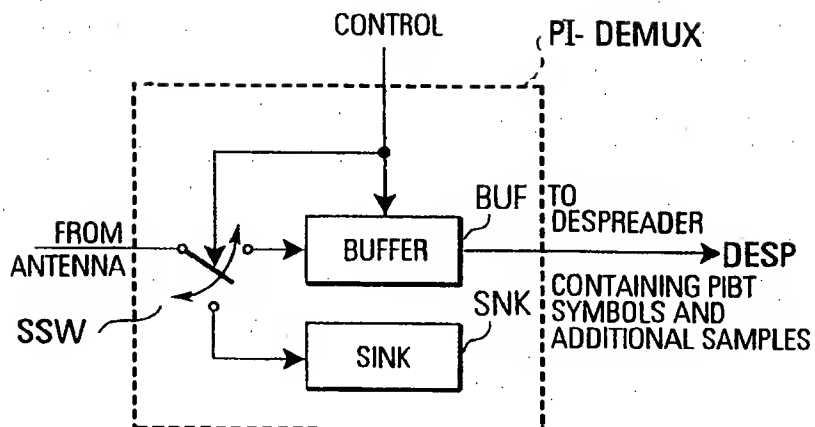 CONTROL
PI- DEMUX
BUF
TO
DESPREADER
FROM
ANTENNA
BUFFER
DESP
SSW
SNK
CONTAINING PIBT
SYMBOLS AND
ADDITIONAL SAMPLES
SINK